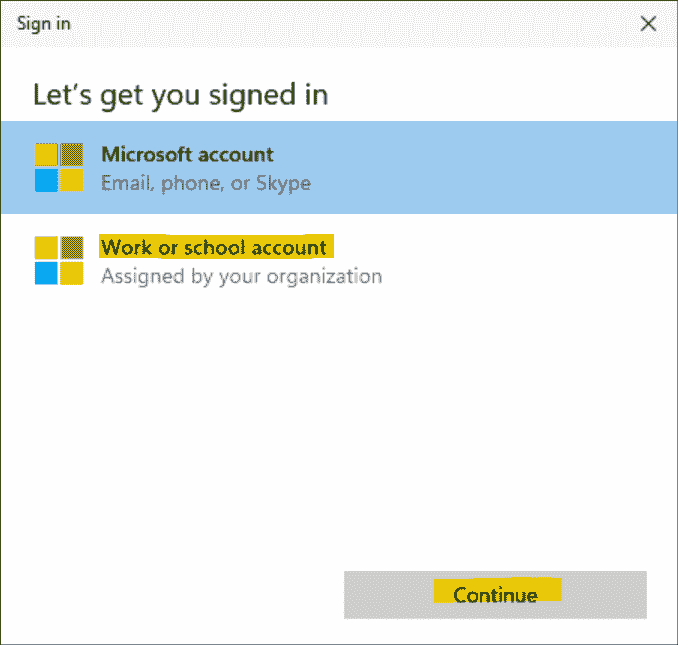 Sign in
Let's get you signed in
Microsoft account
Email, phone, or Skype
Work or school account
Assigned by your organization
Continue